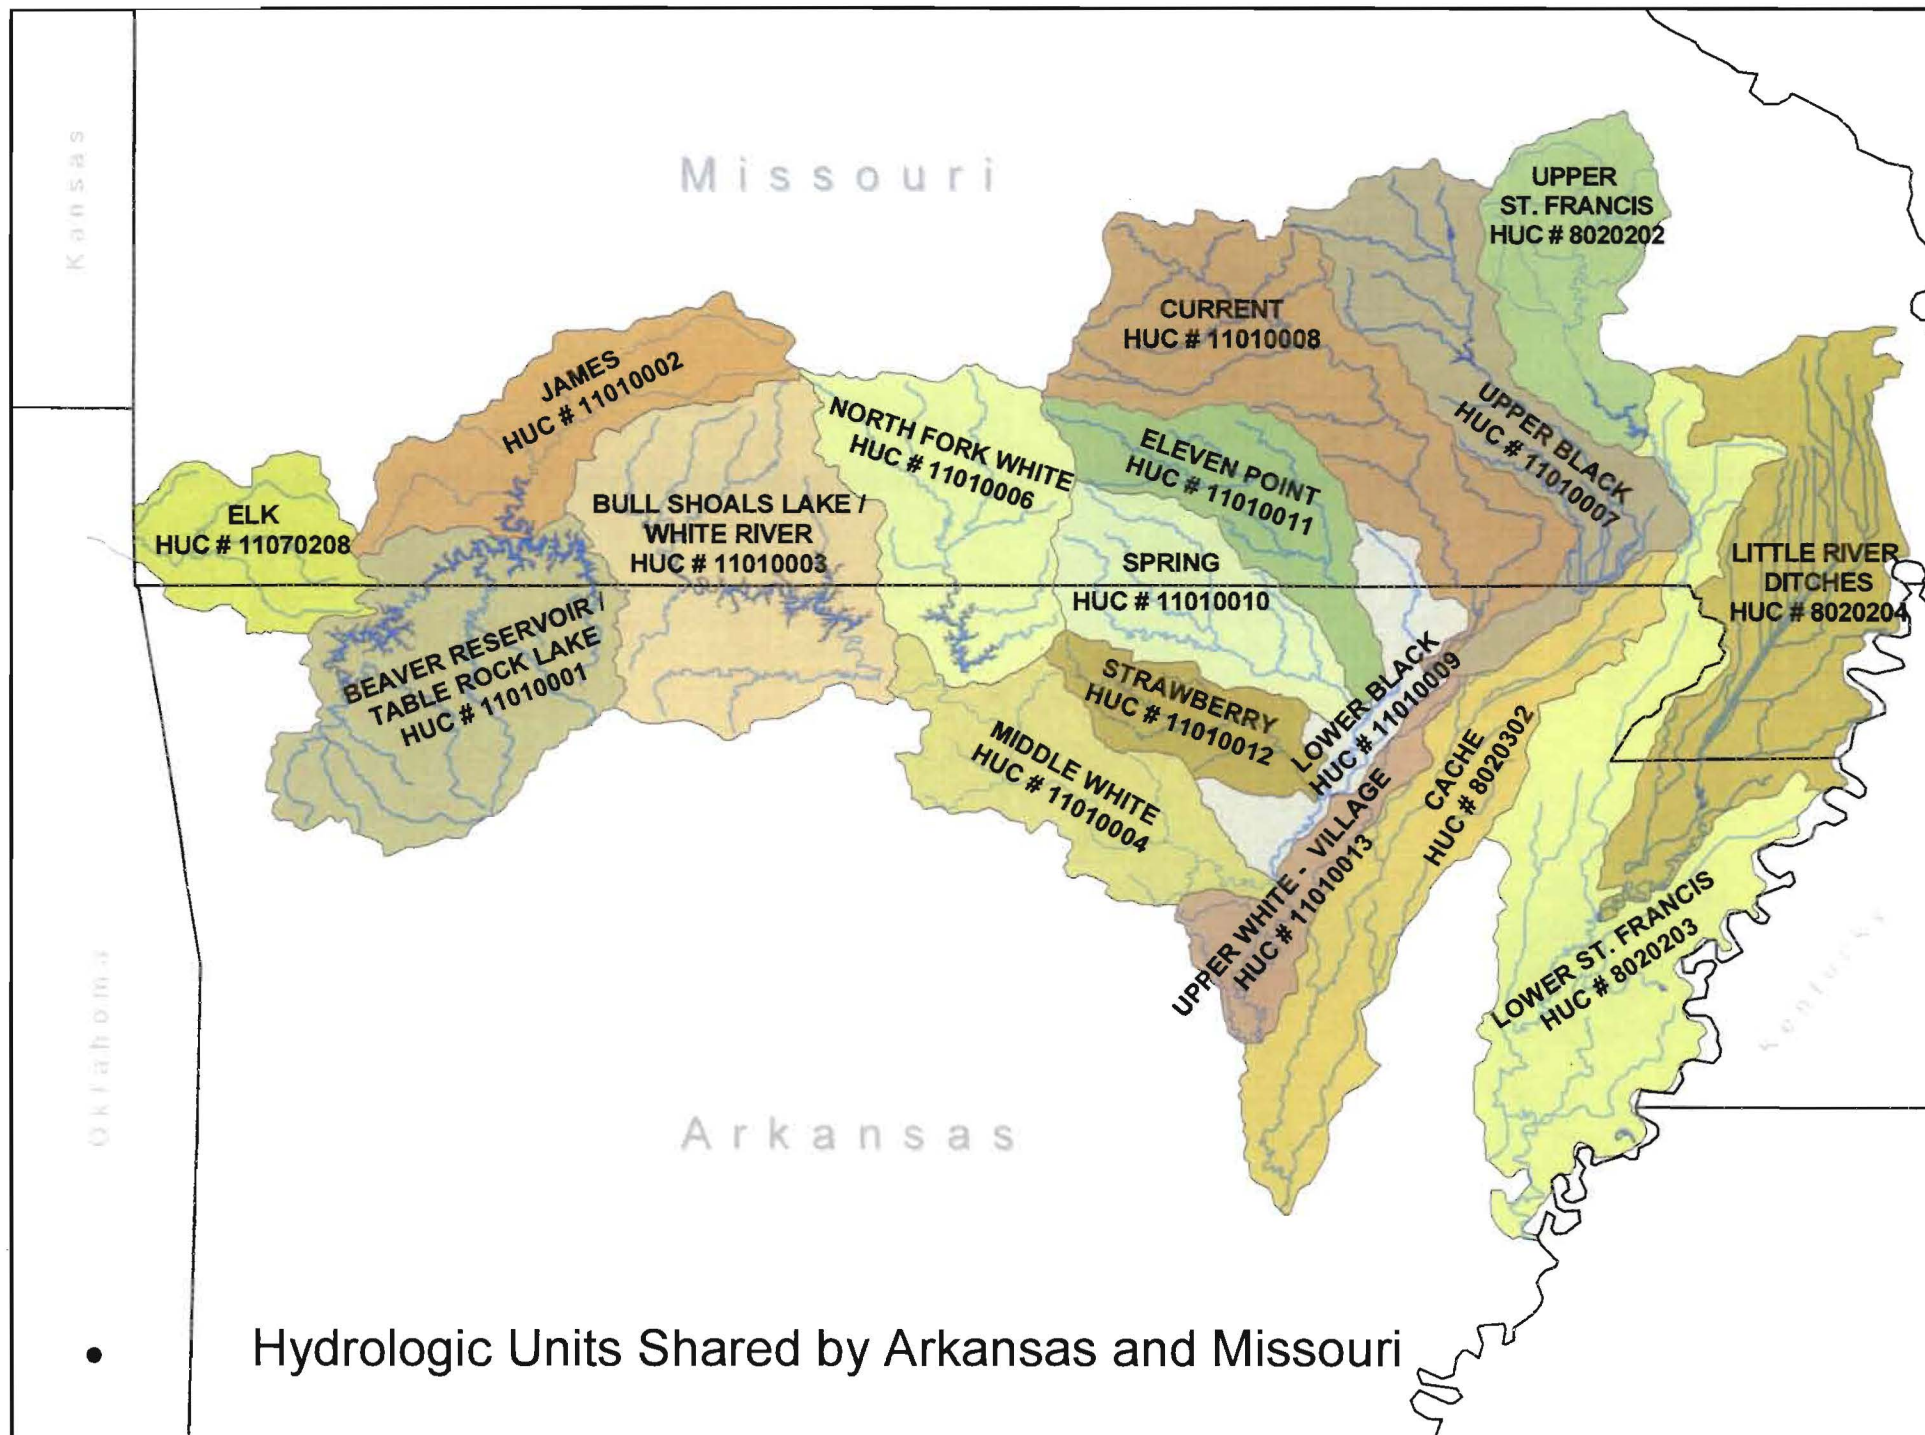 Kansas
Missouri
UPPER
ST. FRANCIS
HUC # 8020202
CURRENT
HUC # 11010008
JAMES
HUC # 11010002
NORTH FORK WHITE
HUC # 11010006
ELEVEN POINT
HUC # 11010011
UPPER BLACK
HUC # 11010007
ELK
HUC # 11070208
BULL SHOALS LAKE /
WHITE RIVER
HUC # 11010003
SPRING
HUC # 11010010
LITTLE RIVER
DITCHES
HUC # 8020204
BEAVER RESERVOIR /
TABLE ROCK LAKE
HUC # 11010001
STRAWBERRY
HUC # 11010012
LOWER BLACK
HUC # 11010009
MIDDLE WHITE
HUC # 11010004
CACHE
HUC # 8020302
UPPER WHITE - VILLAGE
HUC # 11010013
LOWER ST. FRANCIS
HUC # 8020203
Kentucky
Oklahoma
Arkansas
• Hydrologic Units Shared by Arkansas and Missouri